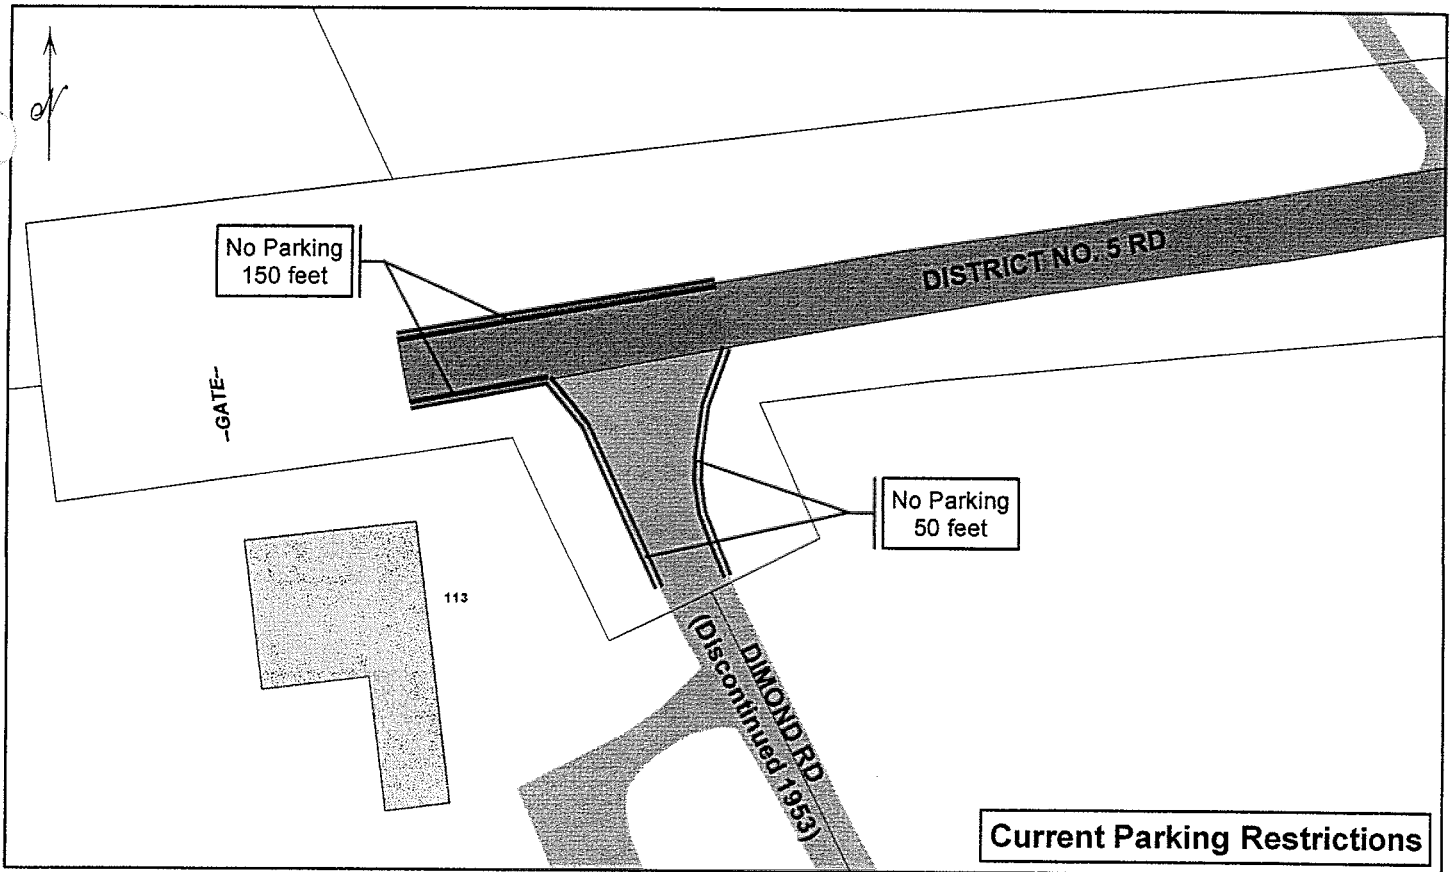 N
No Parking
150 feet
DISTRICT NO. 5 RD
--GATE--
No Parking
50 feet
113
DIMOND RD
(Discontinued 1953)
Current Parking Restrictions